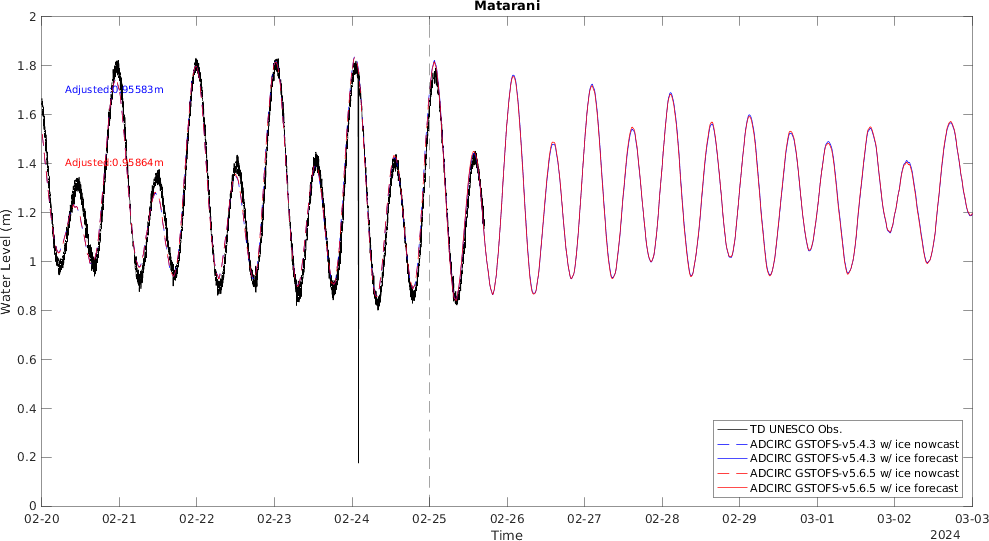 Matarani
2
1.8
1.6
1.4
1.2
1
0.8
0.6
0.4
0.2
0
Water Level (m)
Adjusted:0.95583m
Adjusted:0.95864m
TD UNESCO Obs.
ADCIRC GSTOFS-v5.4.3 w/ ice nowcast
ADCIRC GSTOFS-v5.4.3 w/ ice forecast
ADCIRC GSTOFS-v5.6.5 w/ ice nowcast
ADCIRC GSTOFS-v5.6.5 w/ ice forecast
02-20 02-21 02-22 02-23 02-24 02-25 02-26 02-27 02-28 02-29 03-01 03-02 03-03
Time
2024